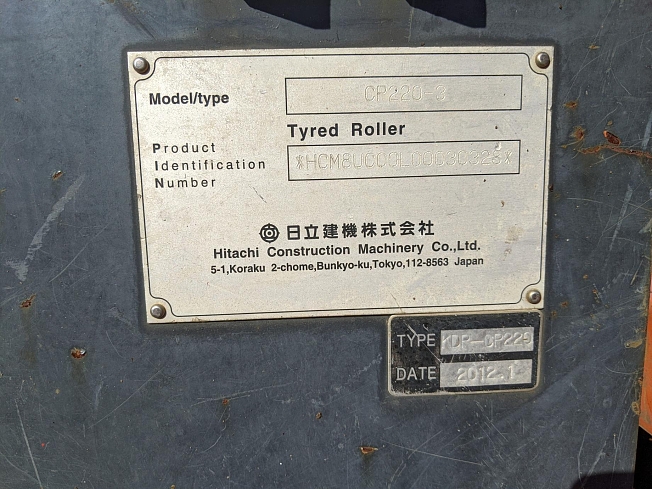 Model/type CP220-3
Tyred Roller
Product
Identification
Number
日立建機株式会社
Hitachi Construction Machinery Co.,Ltd.
5-1,Koraku 2-chome,Bunkyo-ku,Tokyo,112-8563 Japan
TYPE
DATE 2012.1